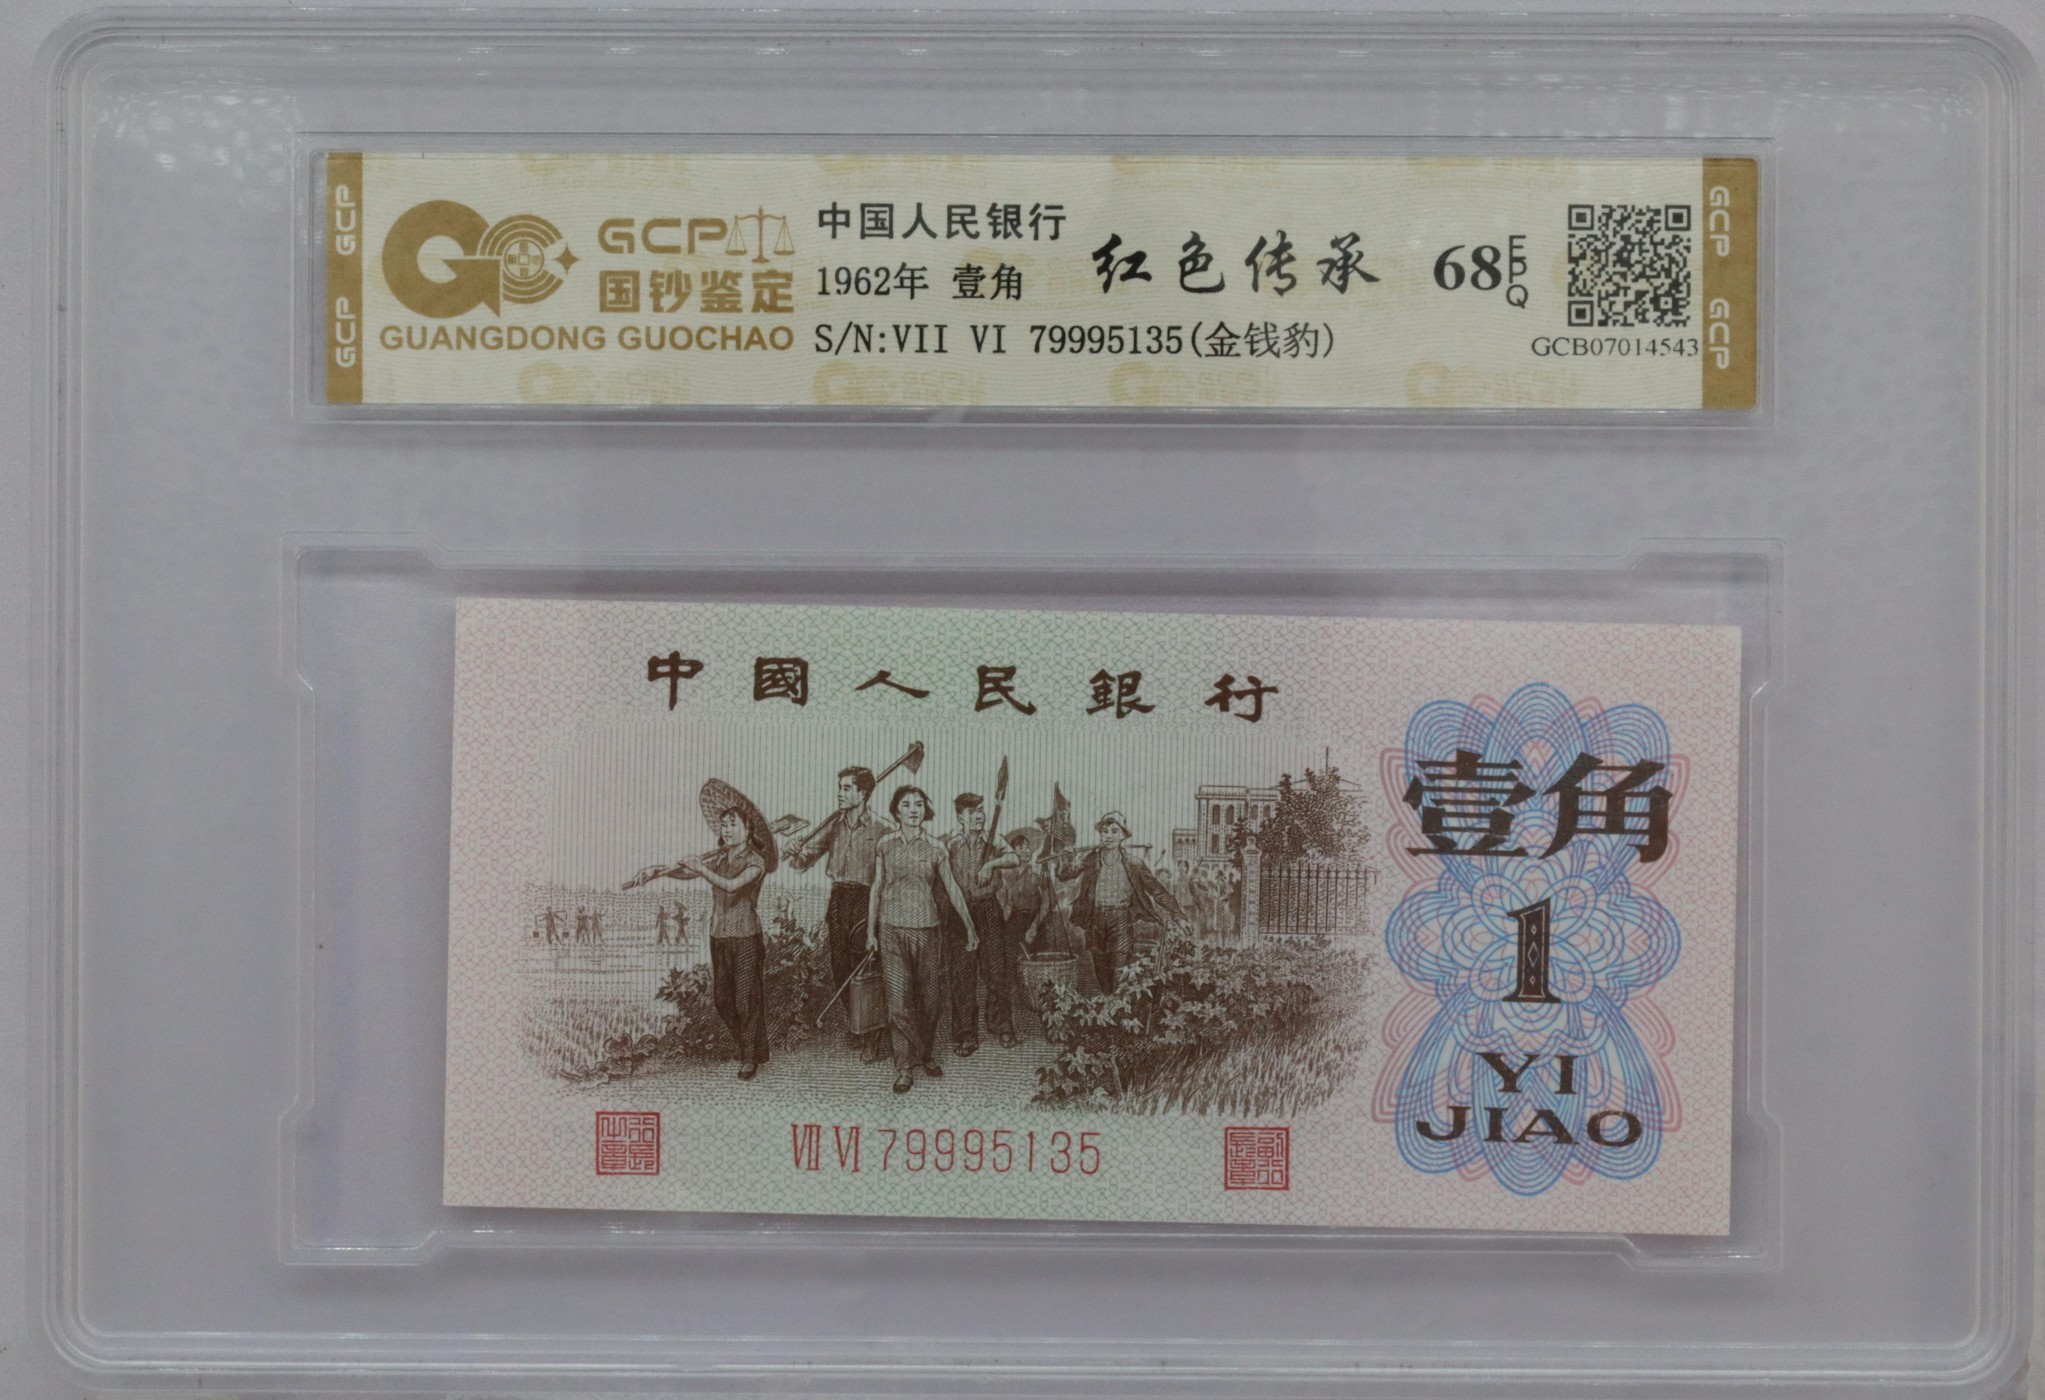 GCP GCP
GCP
国钞鉴定
GUANGDONG GUOCHAO
中国人民银行
1962年 壹角
S/N:VII VI 79995135(金钱豹)
红色传承
68 EPQ
GCB07014543
GCP GCP
中國人民銀行
壹角
1
YI
JIAO
VII VI 79995135